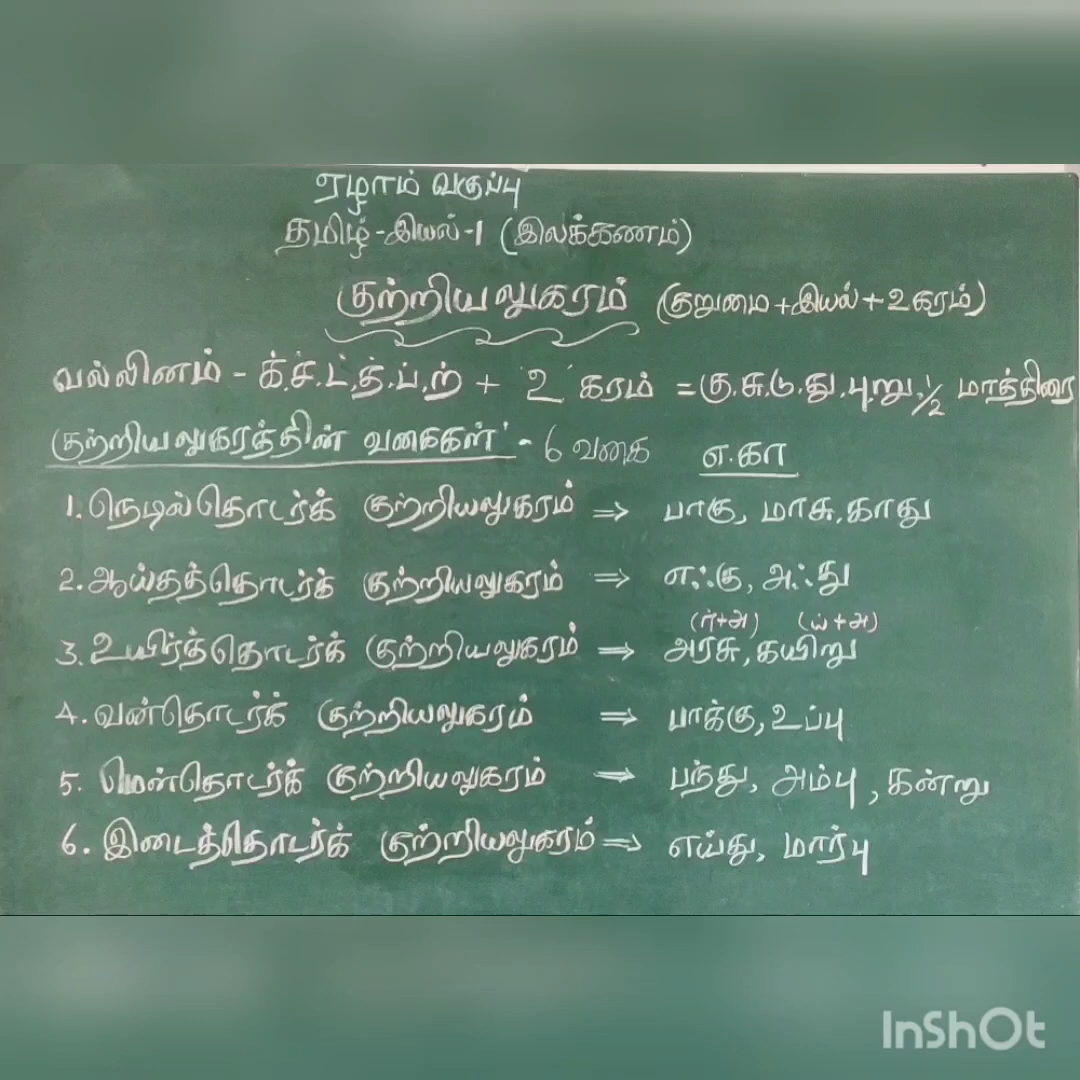 ஏழாம் வகுப்பு
தமிழ்-இயல்-1 (இலக்கணம்)
குற்றியலுகரம் (குறுமை+இயல்+உகரம்)
வல்லினம் - க்.ச்.ட்.த்.ப்.ற் + 'உ' கரம் = கு.சு.டு.து.பு.று. 1/2 மாத்திரை
குற்றியலுகரத்தின் வகைகள் - 6 வகை எ.கா
1. நெடில்தொடர்க் குற்றியலுகரம் ⇒ பாகு, மாசு, காது
2. ஆய்தத்தொடர்க் குற்றியலுகரம் ⇒ எஃகு, அஃது
(ர்+அ) (ய்+அ)
3. உயிர்த்தொடர்க் குற்றியலுகரம் ⇒ அரசு, கயிறு
4. வன்தொடர்க் குற்றியலுகரம் ⇒ பாக்கு, உப்பு
5. மென்தொடர்க் குற்றியலுகரம் ⇒ பந்து, அம்பு, கன்று
6. இடைத்தொடர்க் குற்றியலுகரம் ⇒ எய்து, மார்பு
InShOt